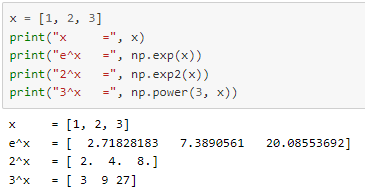 x = [1, 2, 3]
print("x     =", x)
print("e^x   =", np.exp(x))
print("2^x   =", np.exp2(x))
print("3^x   =", np.power(3, x))
x     = [1, 2, 3]
e^x   = [  2.71828183   7.3890561   20.08553692]
2^x   = [ 2.  4.  8.]
3^x   = [ 3  9 27]